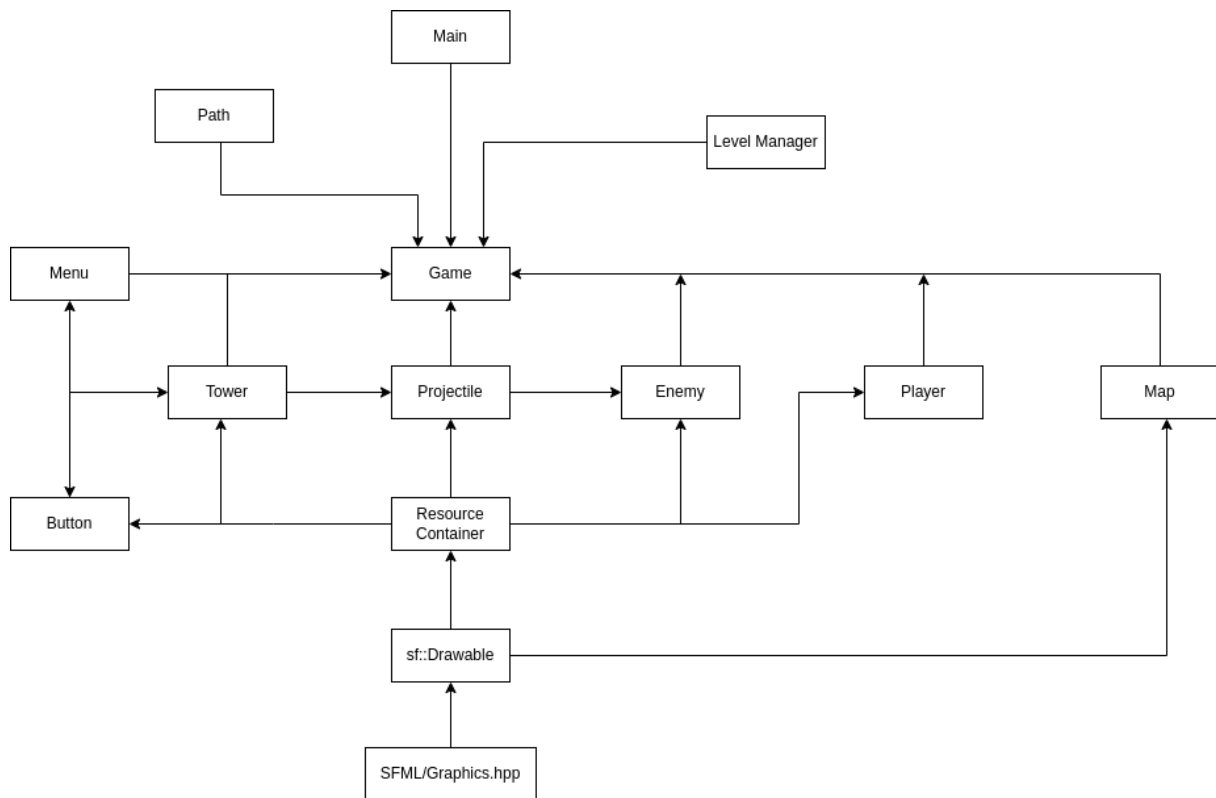 Main
Path
Level Manager
Menu
Game
Tower
Projectile
Enemy
Player
Map
Button
Resource
Container
sf::Drawable
SFML/Graphics.hpp